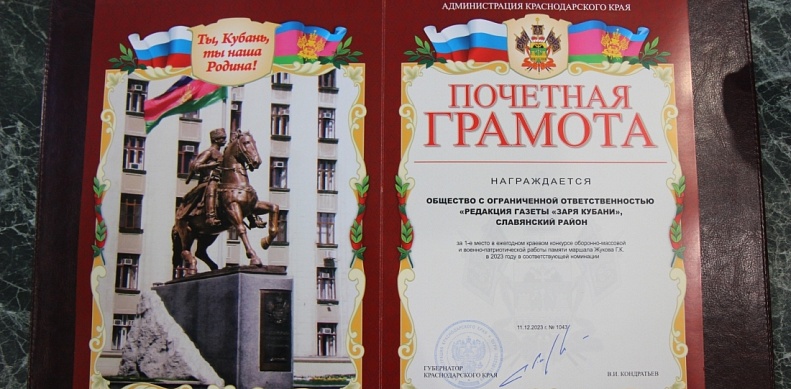 Ты, Кубань,
ты наша
Родина!
АДМИНИСТРАЦИЯ КРАСНОДАРСКОГО КРАЯ
ПОЧЕТНАЯ
ГРАМОТА
НАГРАЖДАЕТСЯ
ОБЩЕСТВО С ОГРАНИЧЕННОЙ ОТВЕТСТВЕННОСТЬЮ
«РЕДАКЦИЯ ГАЗЕТЫ «ЗАРЯ КУБАНИ»,
СЛАВЯНСКИЙ РАЙОН
за 1-е место в ежегодном краевом конкурсе оборонно-массовой
и военно-патриотической работы памяти маршала Жукова Г.К.
в 2023 году в соответствующей номинации
11.12.2023 г. №
ГУБЕРНАТОР
КРАСНОДАРСКОГО КРАЯ
В.И. КОНДРАТЬЕВ